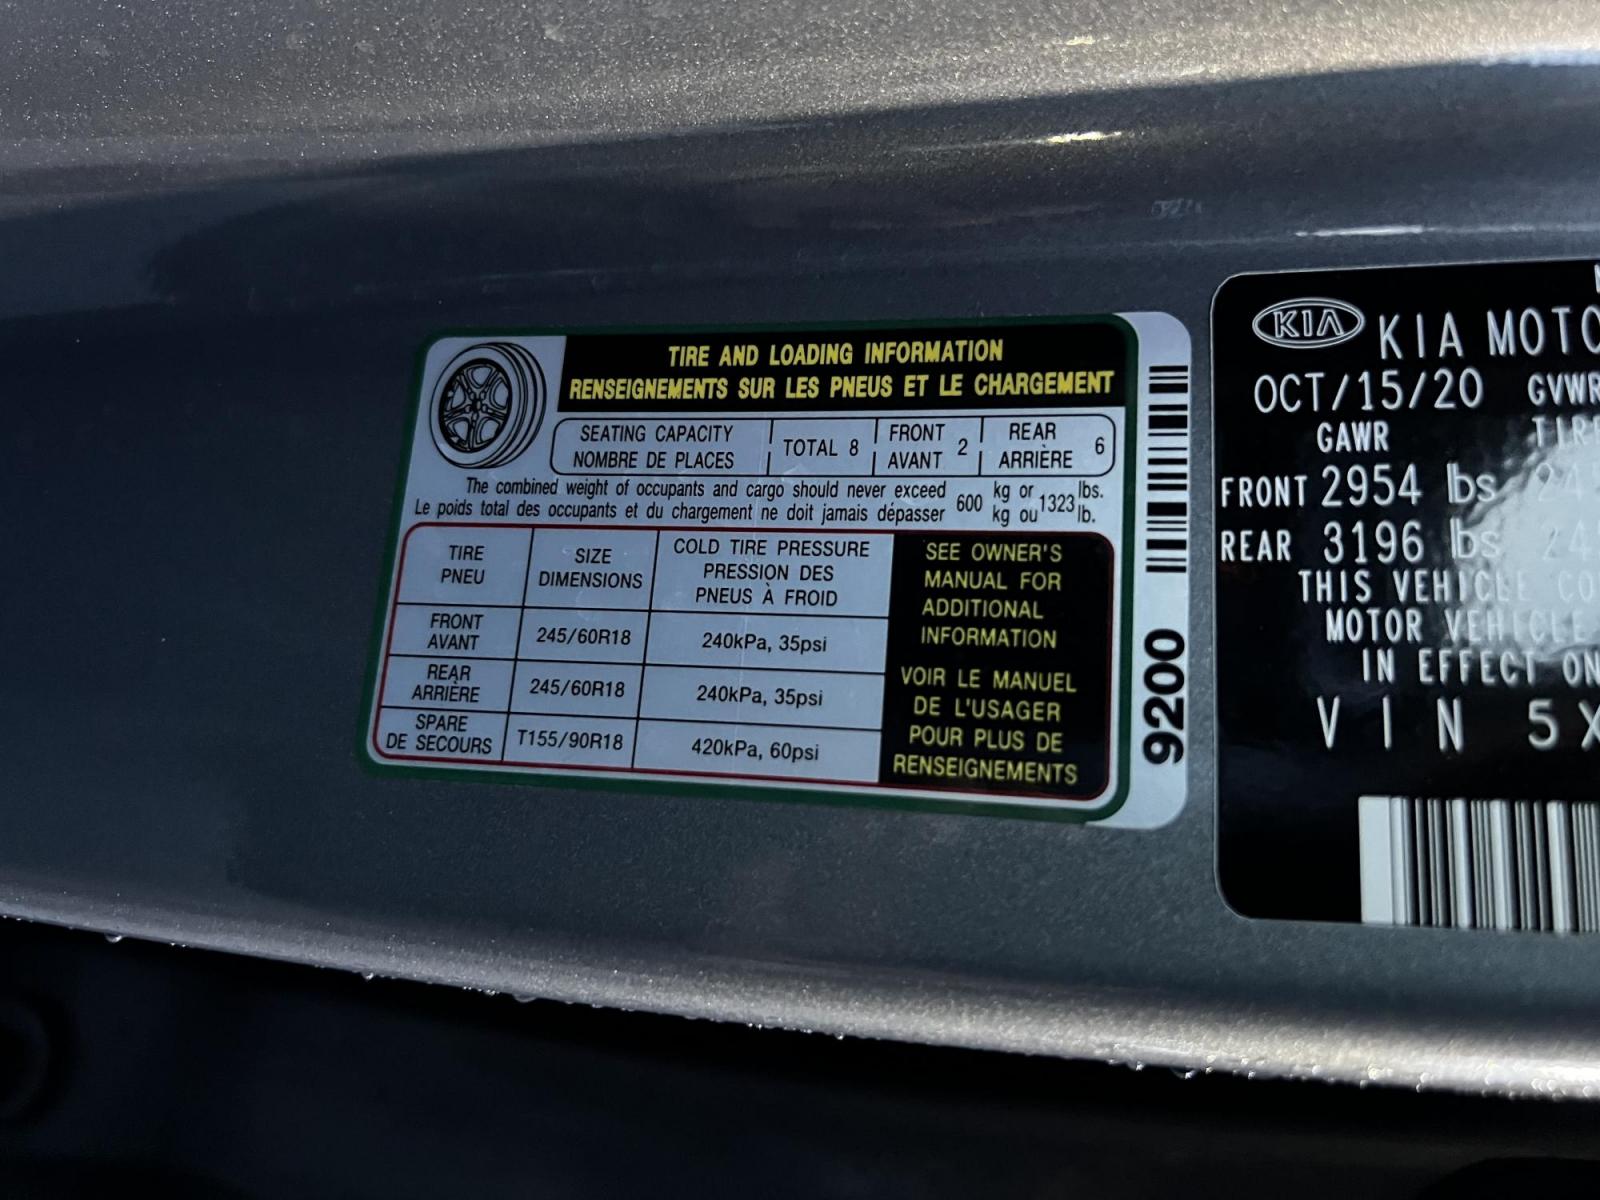 TIRE AND LOADING INFORMATION
RENSEIGNEMENTS SUR LES PNEUS ET LE CHARGEMENT
SEATING CAPACITY
NOMBRE DE PLACES
TOTAL 8
FRONT
AVANT
2
REAR
ARRIÈRE
6
The combined weight of occupants and cargo should never exceed
Le poids total des occupants et du chargement ne doit jamais dépasser
600
kg or
kg ou
1323
lbs.
lb.
TIRE
PNEU
SIZE
DIMENSIONS
COLD TIRE PRESSURE
PRESSION DES
PNEUS À FROID
FRONT
AVANT
245/60R18
240kPa, 35psi
REAR
ARRIÈRE
245/60R18
240kPa, 35psi
SPARE
DE SECOURS
T155/90R18
420kPa, 60psi
SEE OWNER'S
MANUAL FOR
ADDITIONAL
INFORMATION
VOIR LE MANUEL
DE L'USAGER
POUR PLUS DE
RENSEIGNEMENTS
9200
KIA
KIA MOTO
OCT/15/20 GVWR
GAWR TIRE
FRONT 2954 lbs
REAR 3196 lbs
THIS VEHICLE CO
MOTOR VEHICLE
IN EFFECT ON
VIN 5X